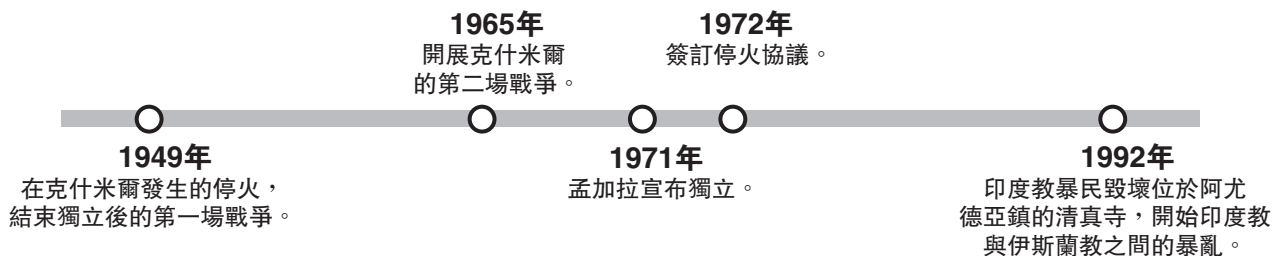 1965年
開展克什米爾
的第二場戰爭。
1972年
簽訂停火協議。
1949年
在克什米爾發生的停火，
結束獨立後的第一場戰爭。
1971年
孟加拉宣布獨立。
1992年
印度教暴民毀壞位於阿尤
德亞鎮的清真寺，開始印度教
與伊斯蘭教之間的暴亂。